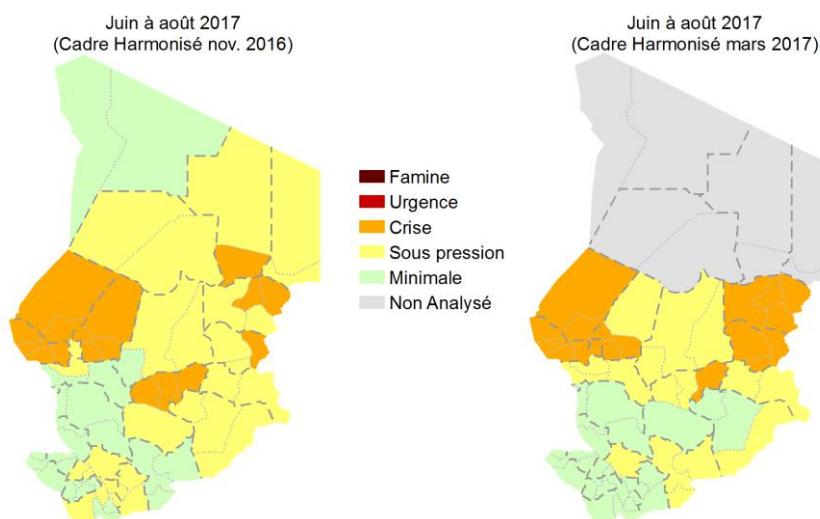 Juin à août 2017
(Cadre Harmonisé nov. 2016)
Juin à août 2017
(Cadre Harmonisé mars 2017)
Famine
Urgence
Crise
Sous pression
Minimale
Non Analysé